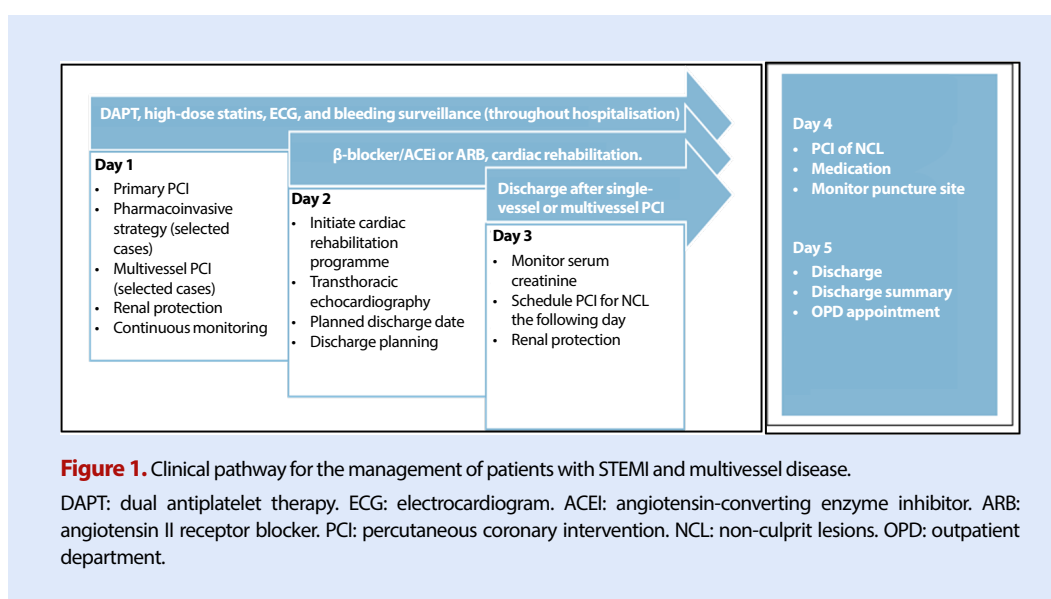 DAPT, high-dose statins, ECG, and bleeding surveillance (throughout hospitalisation)
β-blocker/ACEi or ARB, cardiac rehabilitation.
Discharge after single-
vessel or multivessel PCI
Day 1
• Primary PCI
• Pharmacoinvasive
strategy (selected
cases)
• Multivessel PCI
(selected cases)
• Renal protection
• Continuous monitoring
Day 2
• Initiate cardiac
rehabilitation
programme
• Transthoracic
echocardiography
• Planned discharge date
• Discharge planning
Day 3
• Monitor serum
creatinine
• Schedule PCI for NCL
the following day
• Renal protection
Day 4
• PCI of NCL
• Medication
• Monitor puncture site
Day 5
• Discharge
• Discharge summary
• OPD appointment
Figure 1. Clinical pathway for the management of patients with STEMI and multivessel disease.
DAPT: dual antiplatelet therapy. ECG: electrocardiogram. ACEI: angiotensin-converting enzyme inhibitor. ARB:
angiotensin II receptor blocker. PCI: percutaneous coronary intervention. NCL: non-culprit lesions. OPD: outpatient
department.